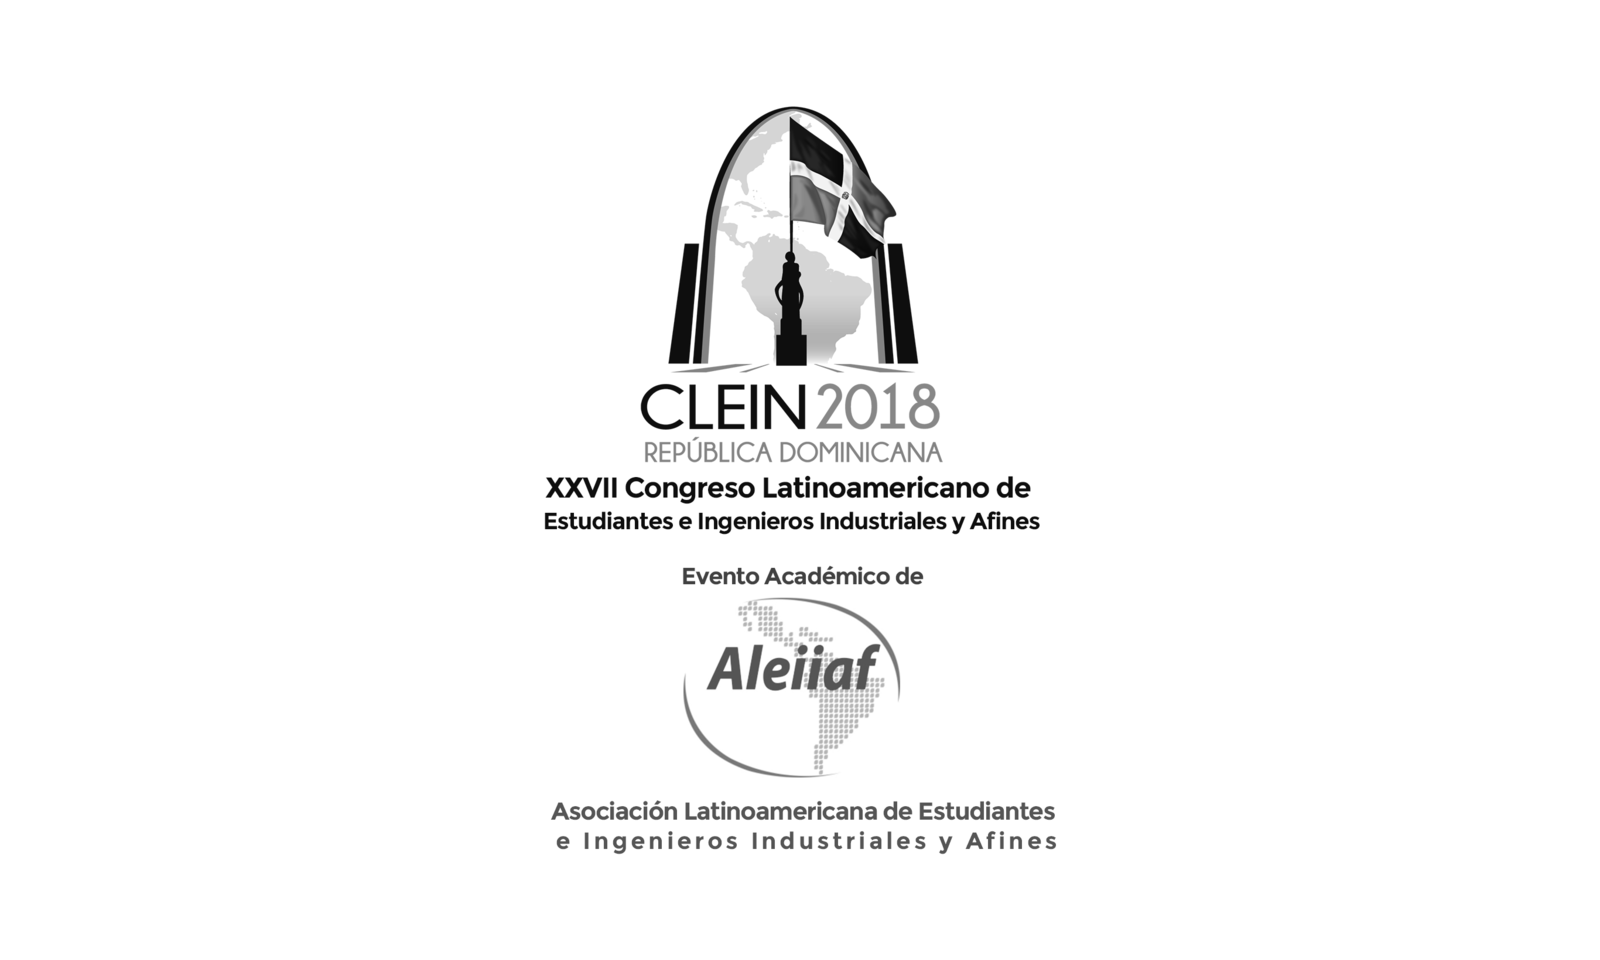 CLEIN 2018
REPÚBLICA DOMINICANA
XXVII Congreso Latinoamericano de
Estudiantes e Ingenieros Industriales y Afines
Evento Académico de
Aleiiaf
Asociación Latinoamericana de Estudiantes
e Ingenieros Industriales y Afines